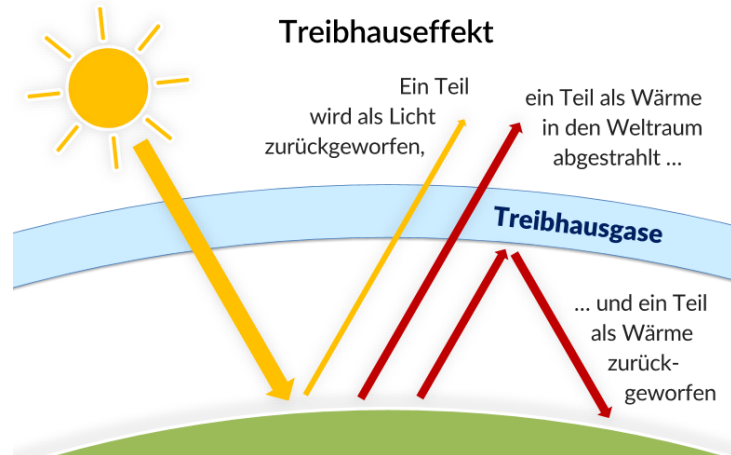 Treibhauseffekt
Ein Teil
wird als Licht
zurückgeworfen,
ein Teil als Wärme
in den Weltraum
abgestrahlt ...
Treibhausgase
... und ein Teil
als Wärme
zurück-
geworfen